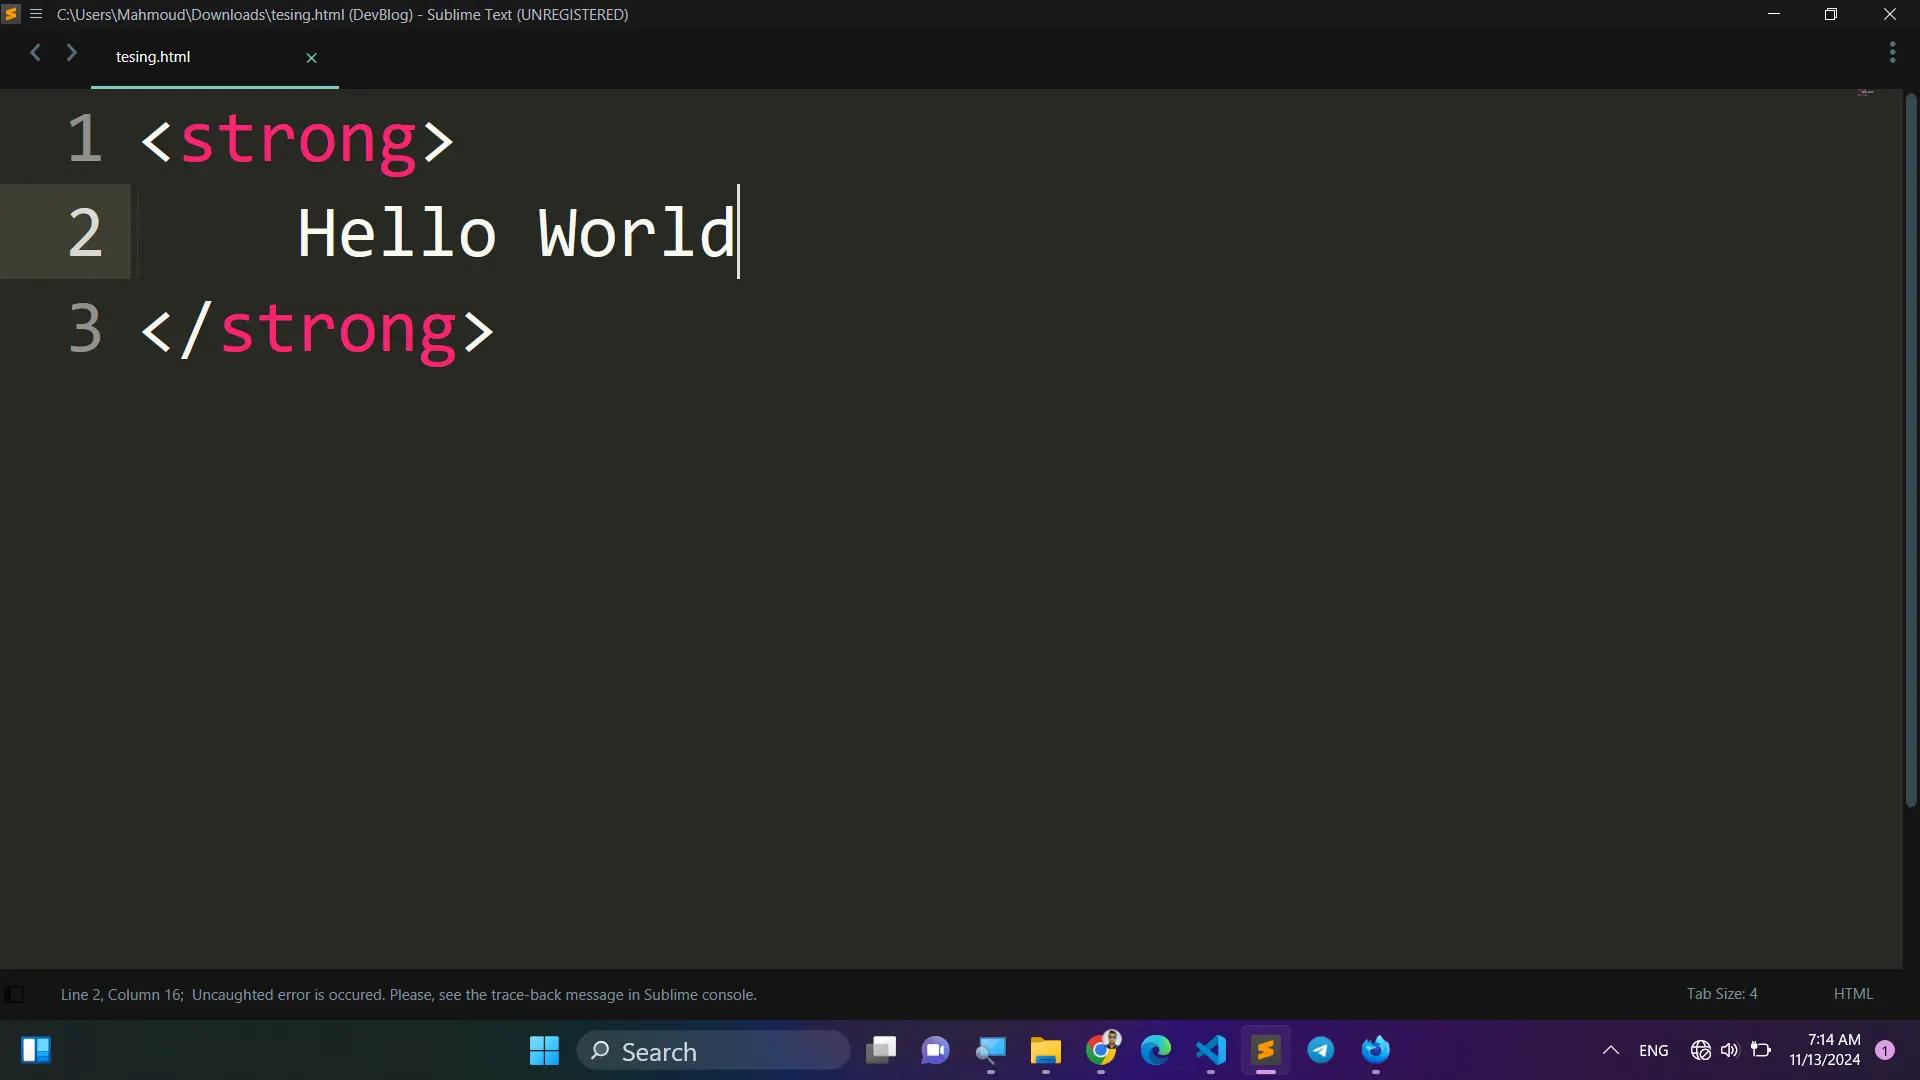 C:\Users\Mahmoud\Downloads\tesing.html (DevBlog) - Sublime Text (UNREGISTERED)
tesing.html
1 <strong>
2 Hello World
3 </strong>
Line 2, Column 16; Uncaughted error is occured. Please, see the trace-back message in Sublime console.
Tab Size: 4
HTML
Search
ENG
7:14 AM
11/13/2024
1